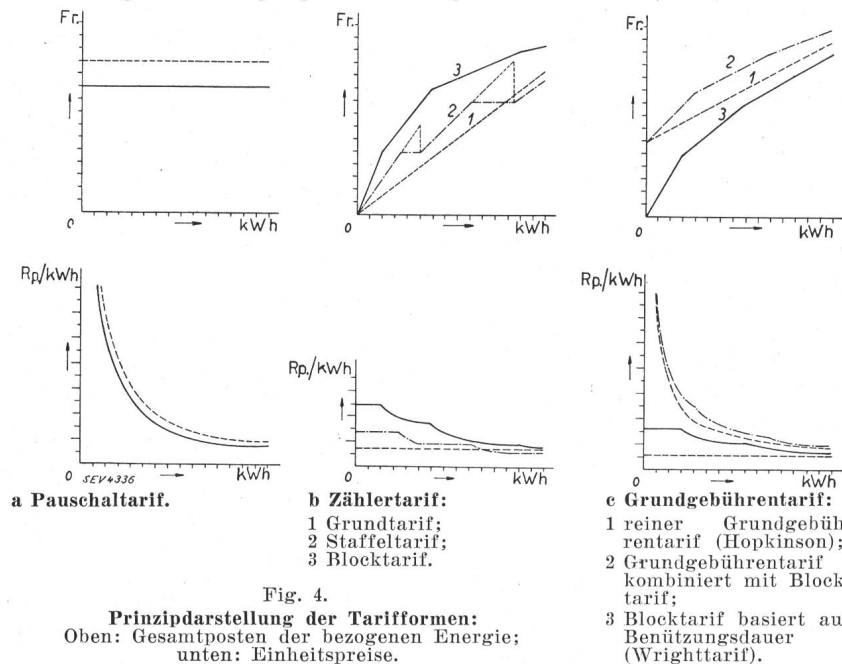 Fr.
0
kWh
Fr.
3
2
1
0
kWh
Fr.
2
1
3
0
kWh
Rp/kWh
0
SEV4336
kWh
Rp./kWh
0
kWh
Rp./kWh
0
kWh
a Pauschaltarif.
b Zählertarif:
1 Grundtarif;
2 Staffeltarif;
3 Blocktarif.
c Grundgebührentarif:
1 reiner Grundgebüh
rentarif (Hopkinson);
2 Grundgebührentarif
kombiniert mit Block
tarif;
3 Blocktarif basiert au
Benützungsdauer
(Wrighttarif).
Fig. 4.
Prinzipdarstellung der Tarifformen:
Oben: Gesamtposten der bezogenen Energie;
unten: Einheitspreise.